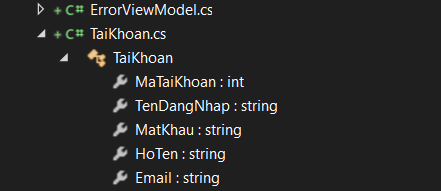 C# ErrorViewModel.cs
C# TaiKhoan.cs
TaiKhoan
MaTaiKhoan : int
TenDangNhap : string
MatKhau : string
HoTen : string
Email : string